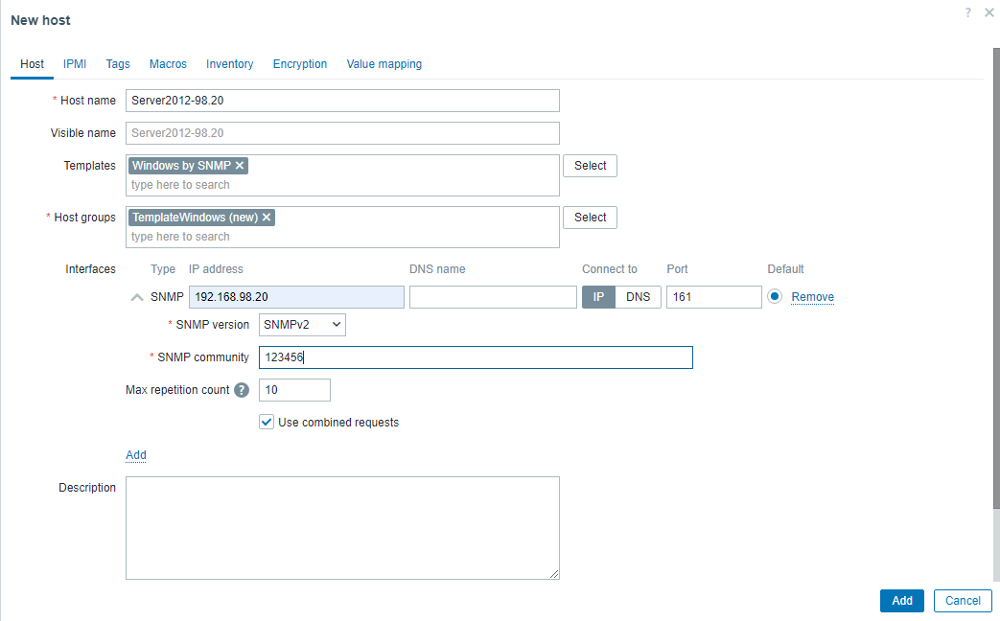 New host
?
Host IPMI Tags Macros Inventory Encryption Value mapping
* Host name Server2012-98.20
Visible name Server2012-98.20
Templates Windows by SNMP Select
type here to search
* Host groups TemplateWindows (new) Select
type here to search
Interfaces Type IP address DNS name Connect to Port Default
SNMP 192.168.98.20 IP DNS 161 Remove
* SNMP version SNMPv2
* SNMP community 123456
Max repetition count ? 10
Use combined requests
Add
Description
Add Cancel